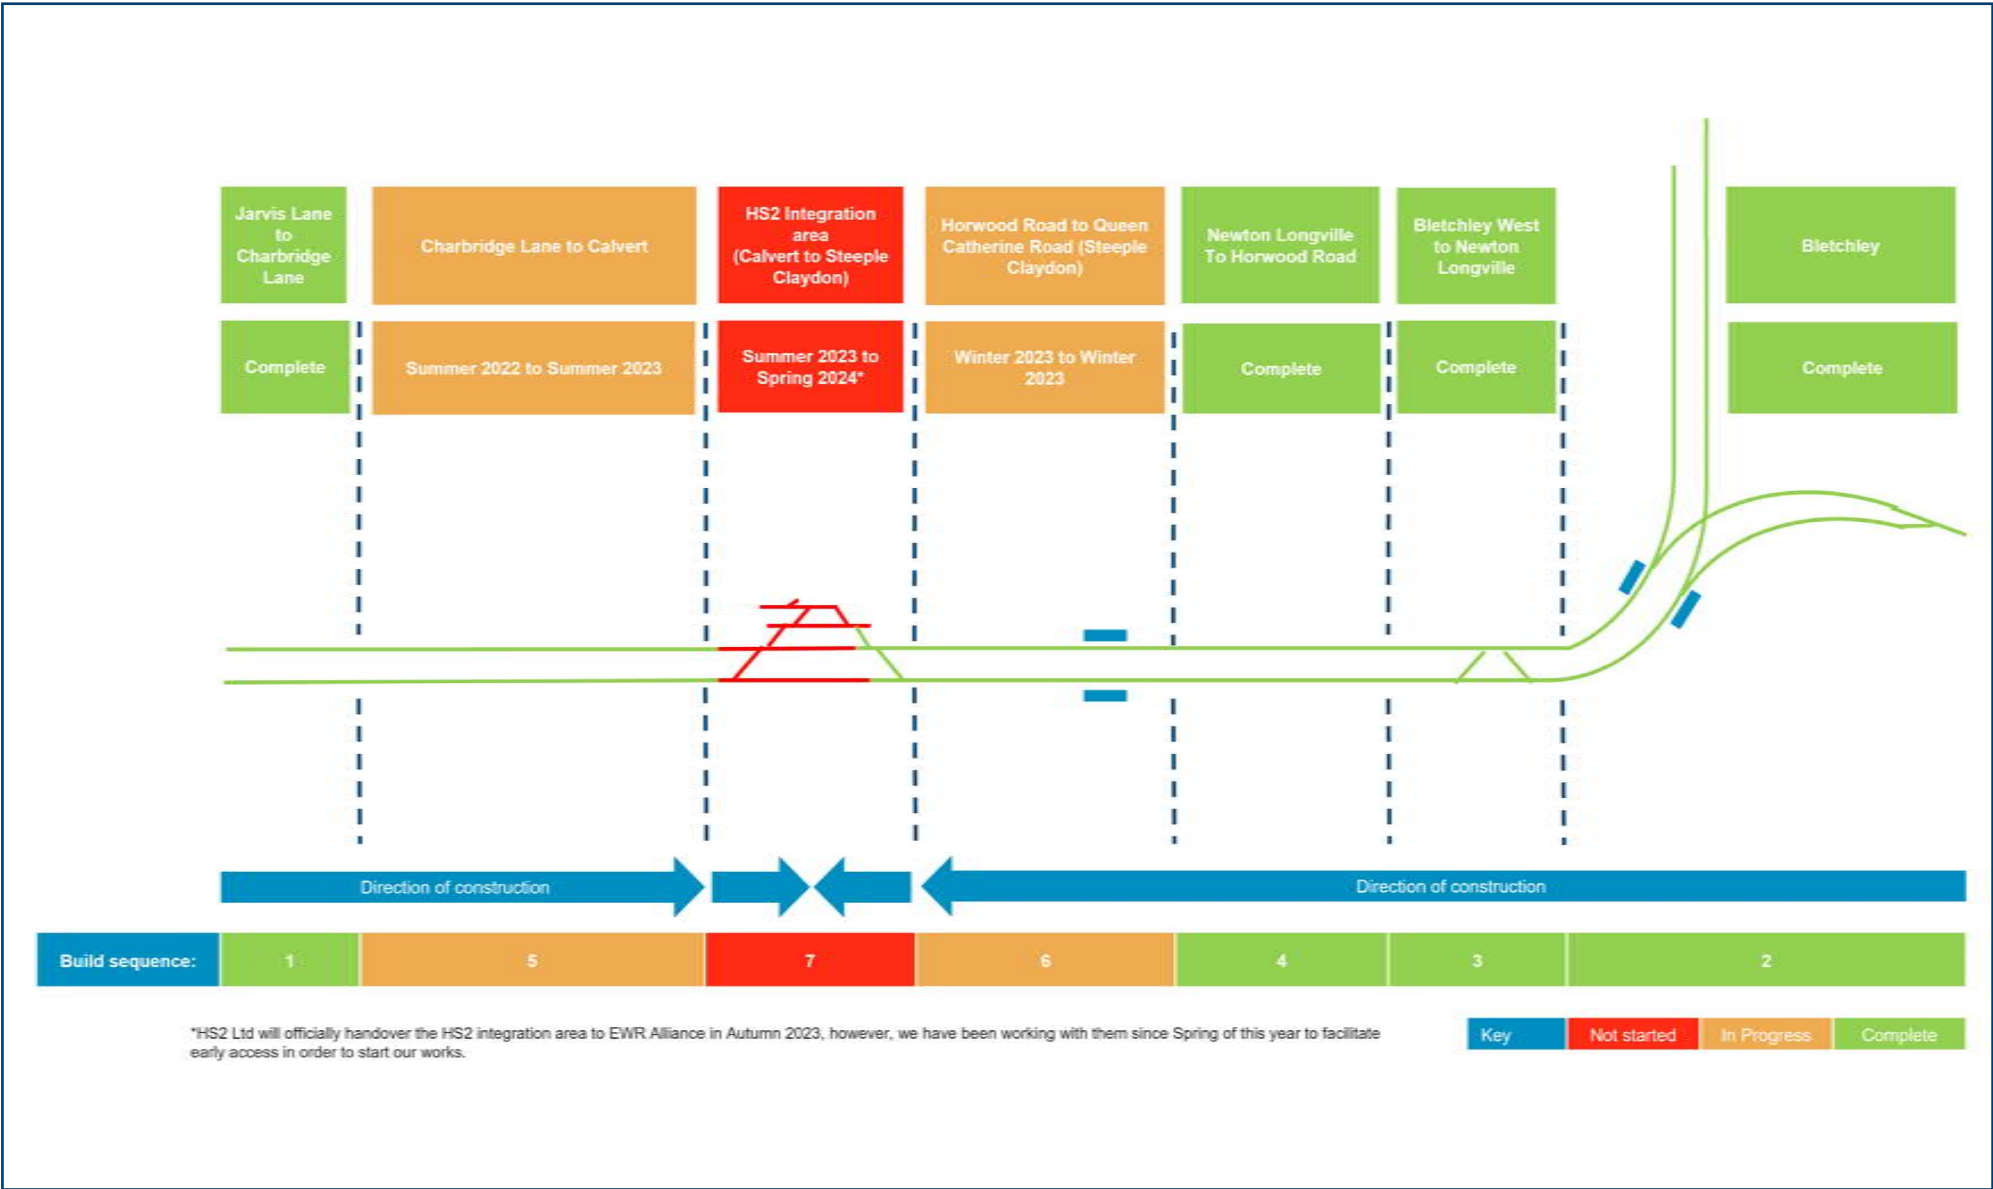 Jarvis Lane
to
Charbridge
Lane
Charbridge Lane to Calvert
HS2 Integration
area
(Calvert to Steeple
Claydon)
Horwood Road to Queen
Catherine Road (Steeple
Claydon)
Newton Longville
To Horwood Road
Bletchley West
to Newton
Longville
Bletchley
Complete
Summer 2022 to Summer 2023
Summer 2023 to
Spring 2024*
Winter 2023 to Winter
2023
Complete
Complete
Complete
Direction of construction
Direction of construction
Build sequence:
1
5
7
6
4
3
2
*HS2 Ltd will officially handover the HS2 integration area to EWR Alliance in Autumn 2023, however, we have been working with them since Spring of this year to facilitate
early access in order to start our works.
Key
Not started
In Progress
Complete